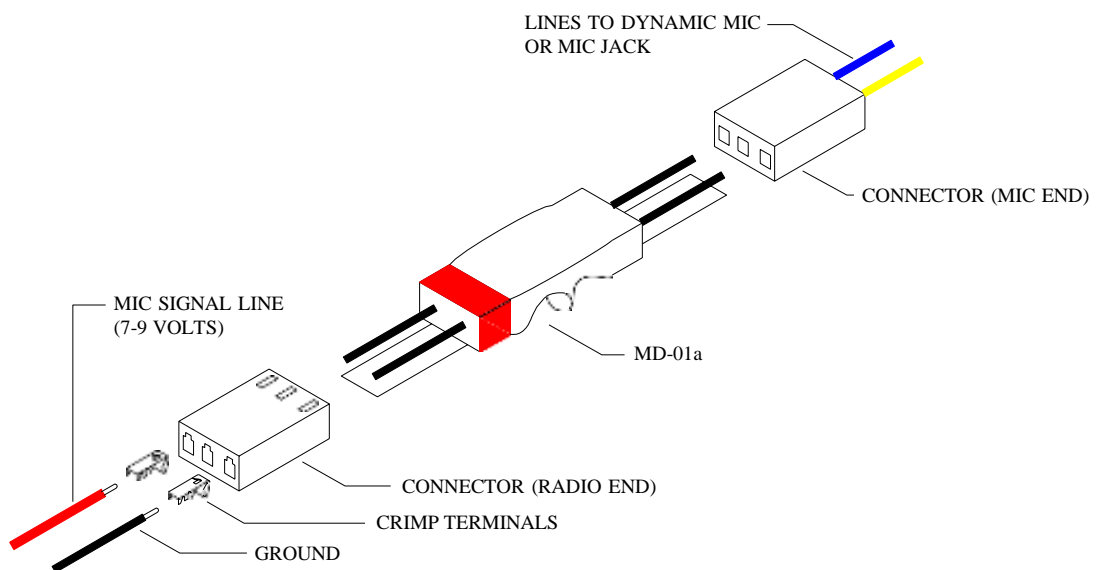 LINES TO DYNAMIC MIC
OR MIC JACK
CONNECTOR (MIC END)
MIC SIGNAL LINE
(7-9 VOLTS)
MD-01a
CONNECTOR (RADIO END)
CRIMP TERMINALS
GROUND